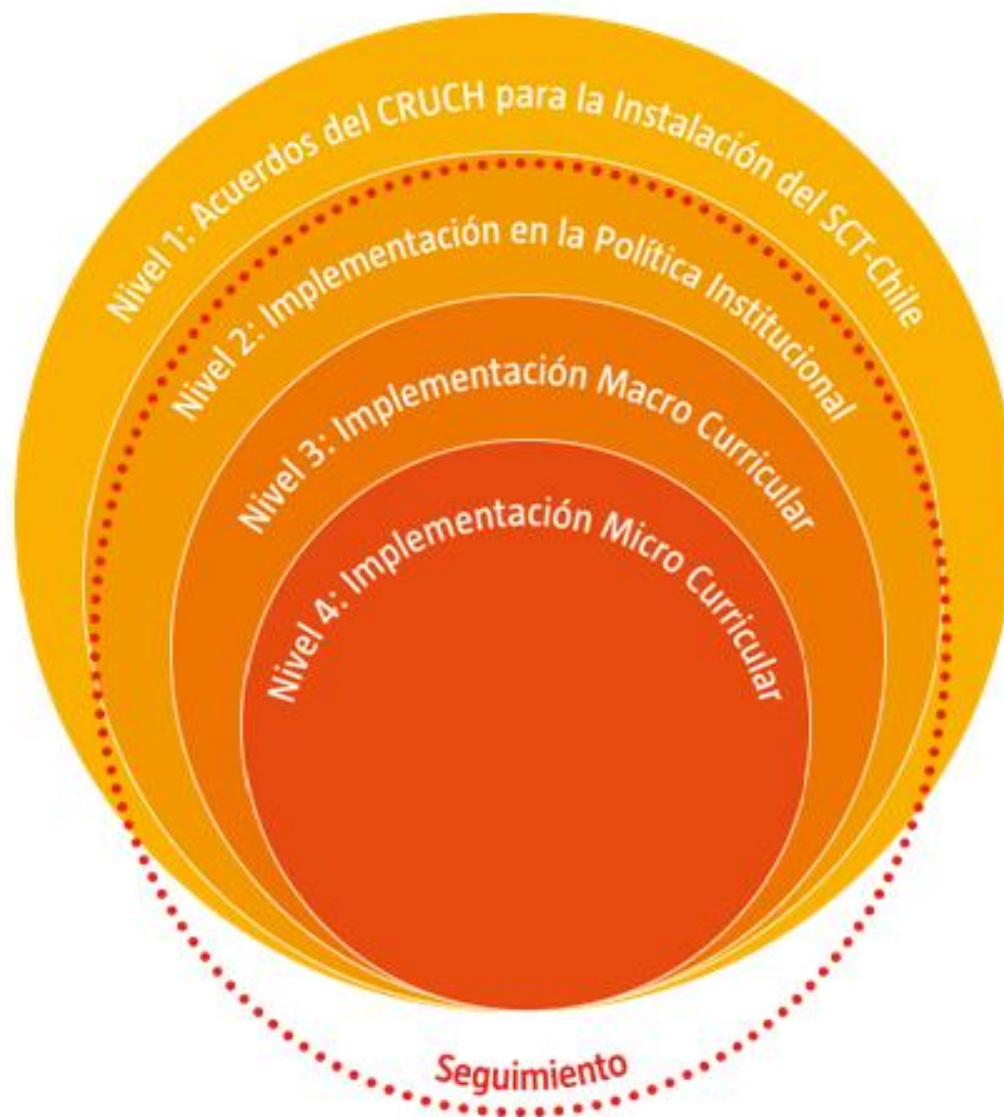 Nivel 1: Acuerdos del CRUCH para la Instalación del SCT-Chile
Nivel 2: Implementación en la Política Institucional
Nivel 3: Implementación Macro Curricular
Nivel 4: Implementación Micro Curricular
Seguimiento